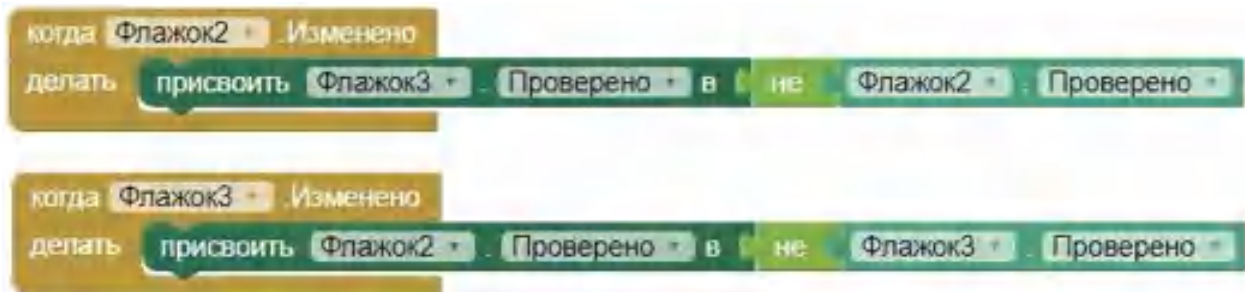 когда Флажок2 .Изменено
делать присвоить Флажок3 . Проверено в не Флажок2 . Проверено
когда Флажок3 .Изменено
делать присвоить Флажок2 . Проверено в не Флажок3 . Проверено